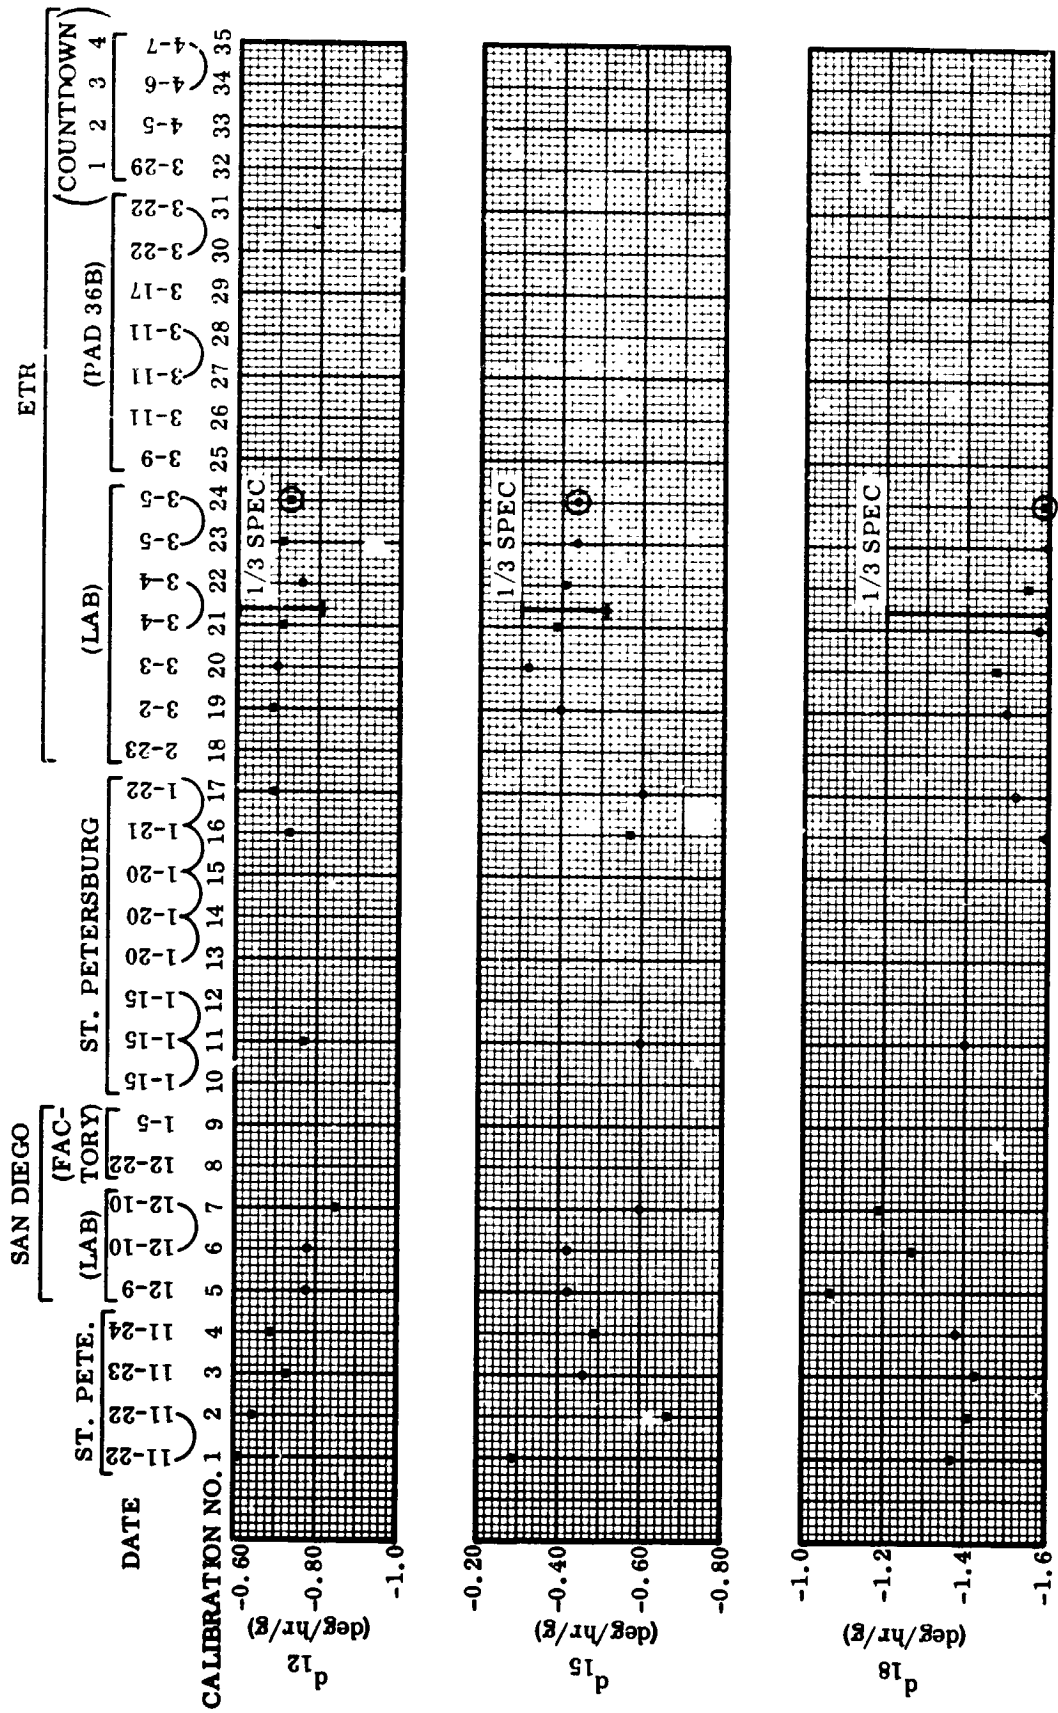 ETR
SAN DIEGO
(COUNTDOWN)
ST. PETE.
(LAB)
(FAC-
TORY)
ST. PETERSBURG
(LAB)
(PAD 36B)
1 2 3 4
DATE
11-22 11-22 11-23 11-24 12-9 12-10 12-10 12-22 1-5 1-15 1-15 1-15 1-20 1-20 1-20 1-21 1-22 2-23 3-2 3-3 3-4 3-4 3-5 3-5 3-9 3-11 3-11 3-11 3-17 3-22 3-22 3-29 4-5 4-6 4-7
CALIBRATION NO. 1 2 3 4 5 6 7 8 9 10 11 12 13 14 15 16 17 18 19 20 21 22 23 24 25 26 27 28 29 30 31 32 33 34 35
d12
(deg/hr/g)
-0.60
-0.80
-1.0
1/3 SPEC
d15
(deg/hr/g)
-0.20
-0.40
-0.60
-0.80
1/3 SPEC
d18
(deg/hr/g)
-1.0
-1.2
-1.4
-1.6
1/3 SPEC